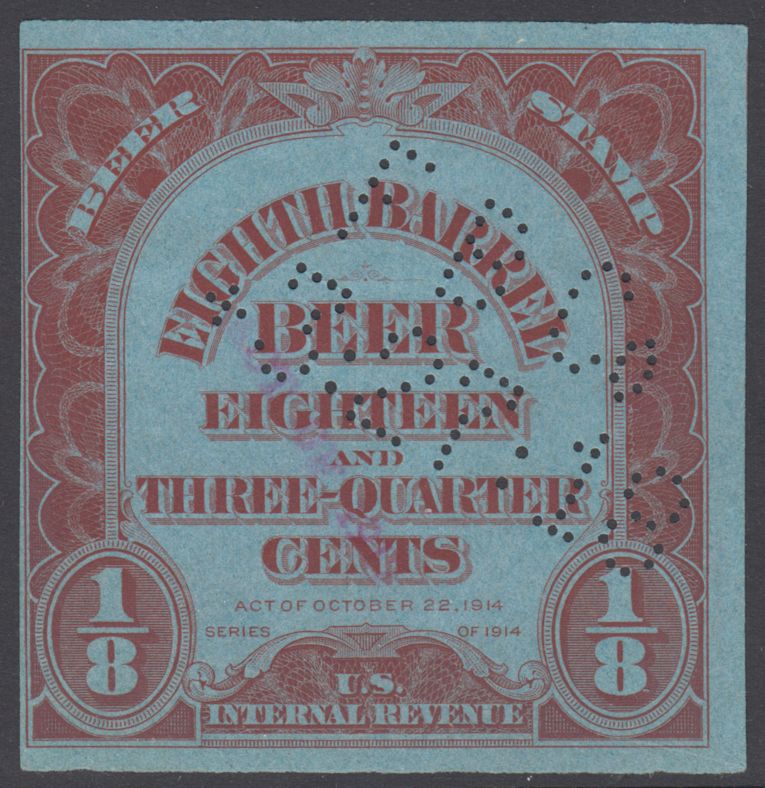 BEER STAMP
EIGHTH BARREL
BEER
EIGHTEEN
AND
THREE-QUARTER
CENTS
ACT OF OCTOBER 22, 1914
SERIES OF 1914
1/8 1/8
U.S.
INTERNAL REVENUE